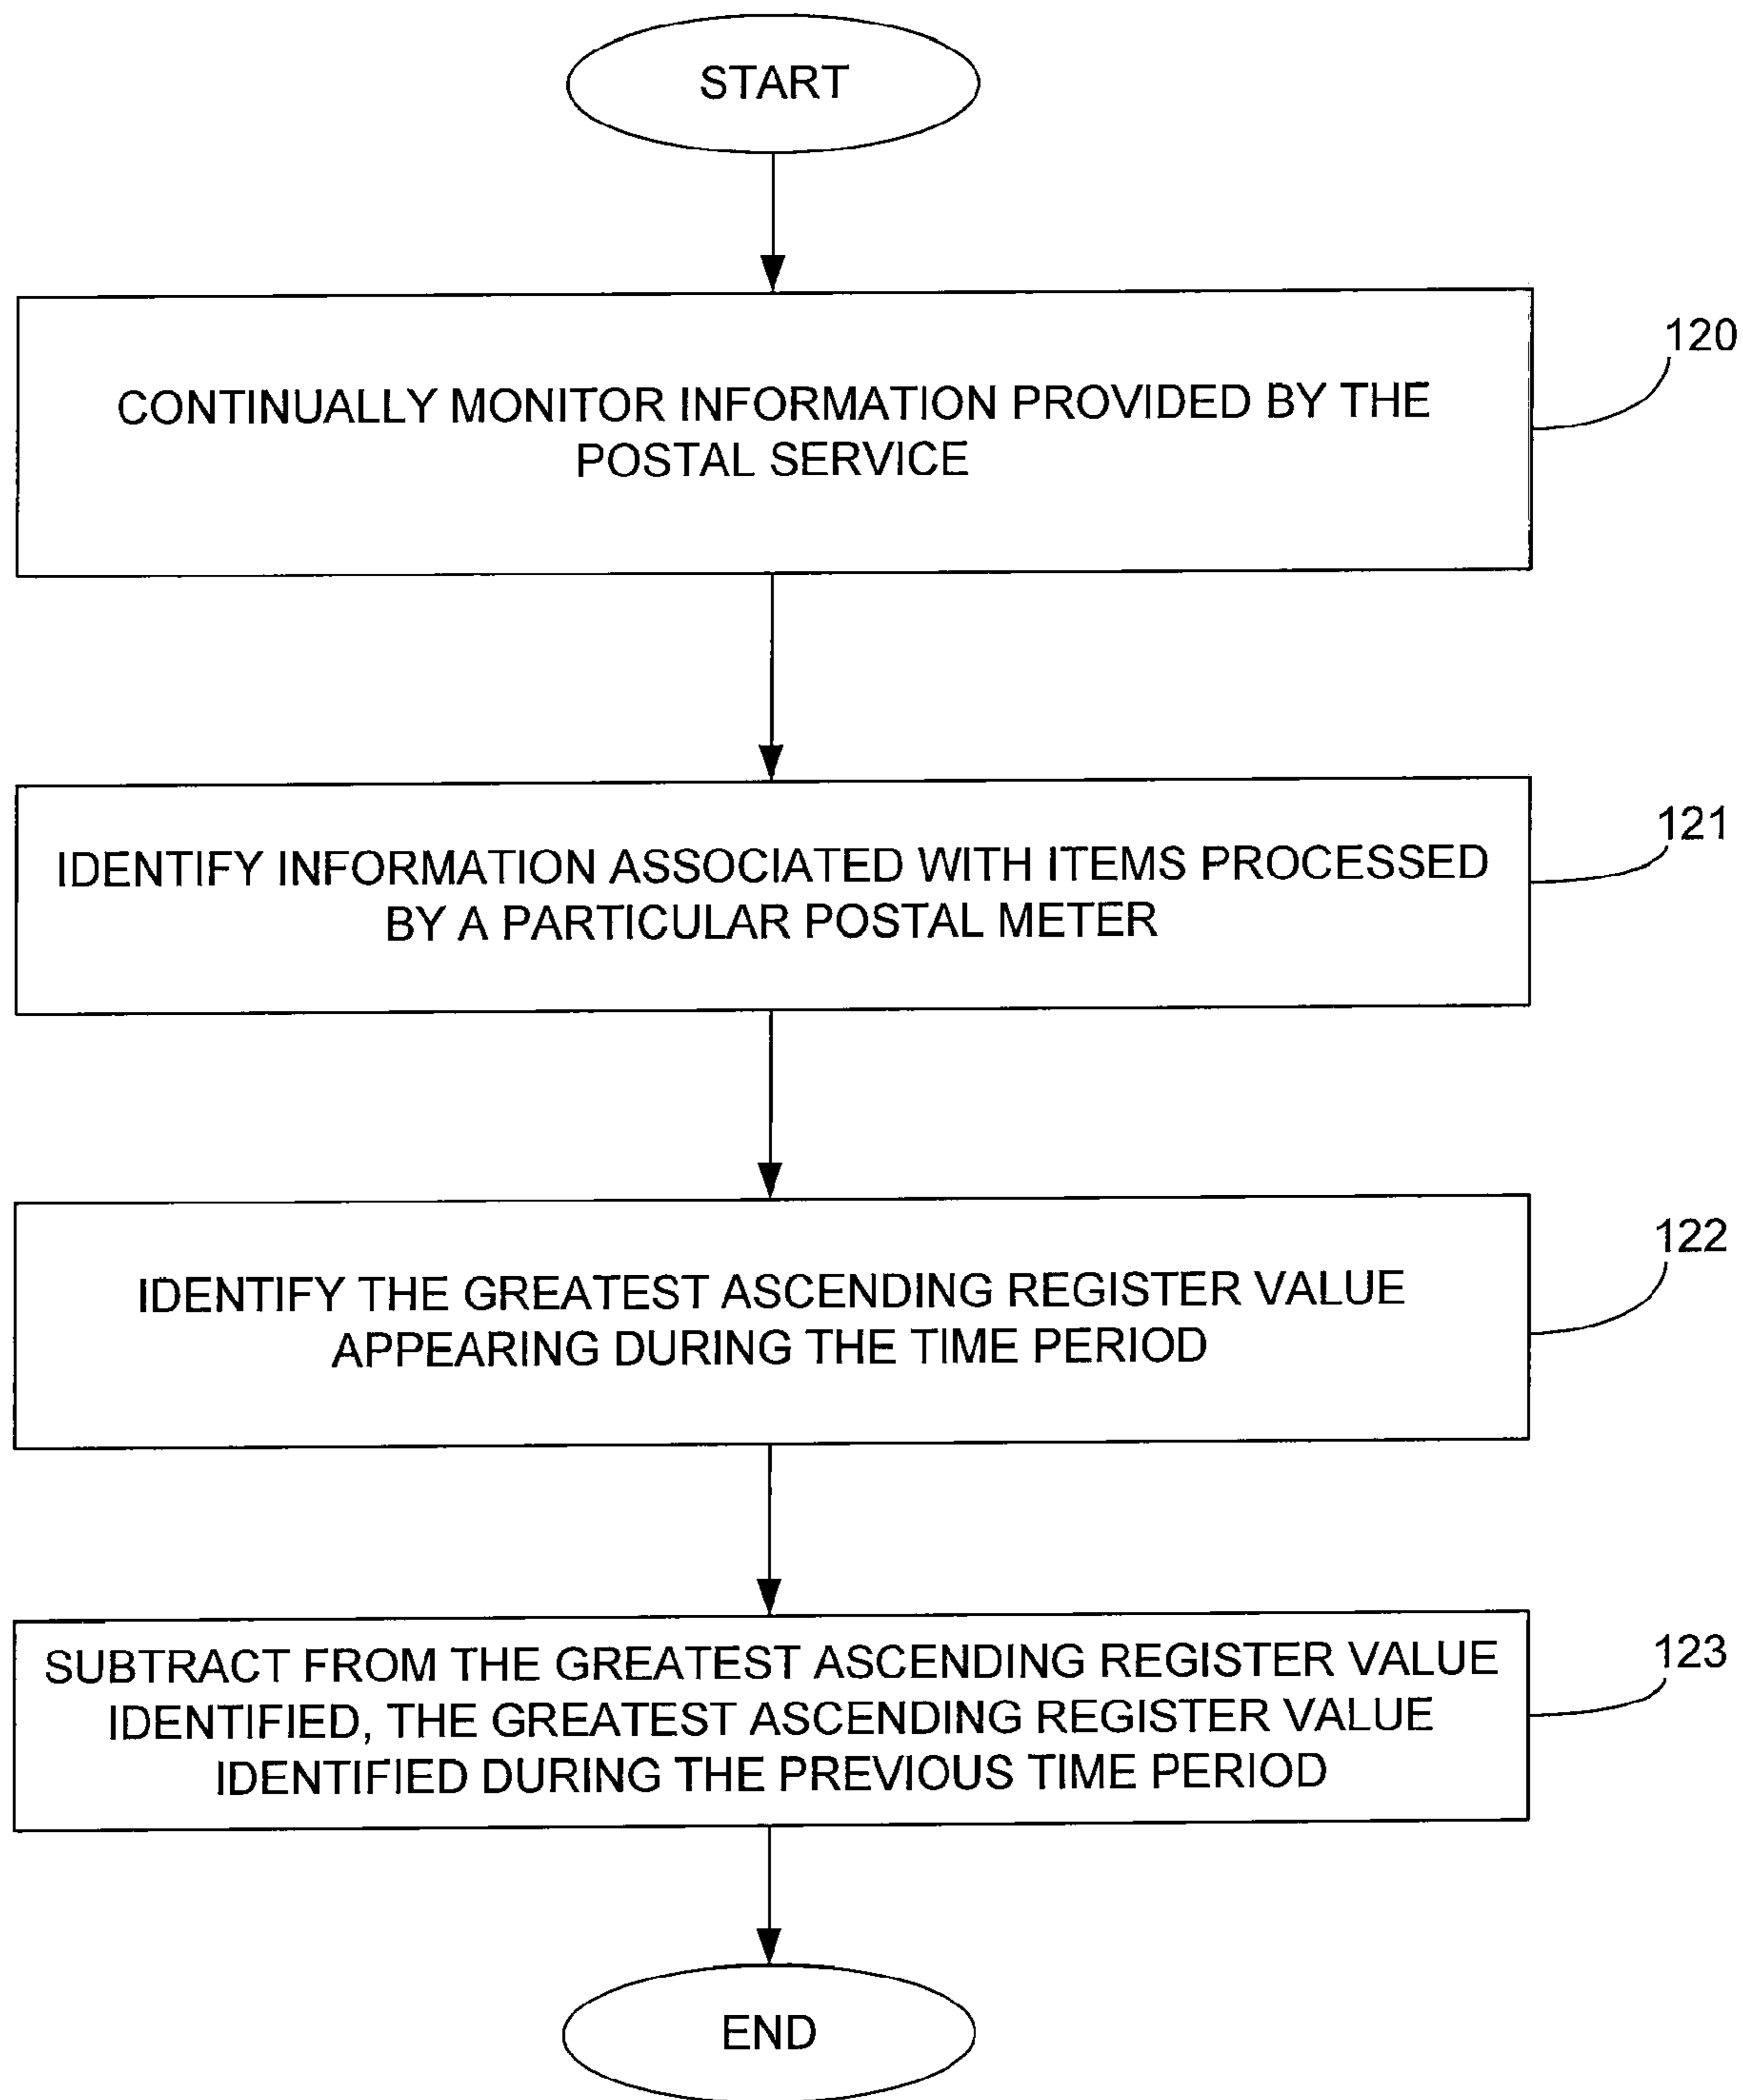 START
CONTINUALLY MONITOR INFORMATION PROVIDED BY THE
POSTAL SERVICE
120
IDENTIFY INFORMATION ASSOCIATED WITH ITEMS PROCESSED
BY A PARTICULAR POSTAL METER
121
IDENTIFY THE GREATEST ASCENDING REGISTER VALUE
APPEARING DURING THE TIME PERIOD
122
SUBTRACT FROM THE GREATEST ASCENDING REGISTER VALUE
IDENTIFIED, THE GREATEST ASCENDING REGISTER VALUE
IDENTIFIED DURING THE PREVIOUS TIME PERIOD
123
END